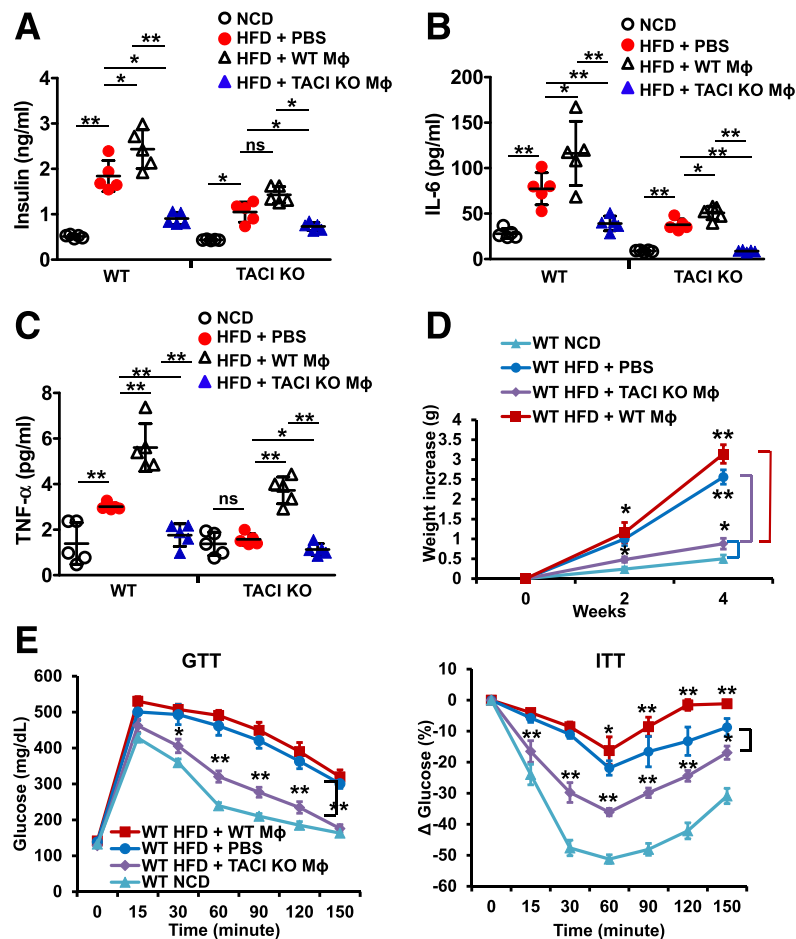 A
NCD
HFD + PBS
HFD + WT Mϕ
HFD + TACI KO Mϕ
Insulin (ng/ml)
4
3
2
1
0
**
*
*
**
*
*
ns
*
WT
TACI KO
B
NCD
HFD + PBS
HFD + WT Mϕ
HFD + TACI KO Mϕ
IL-6 (pg/ml)
200
150
100
50
0
**
**
*
**
**
**
*
**
WT
TACI KO
C
NCD
HFD + PBS
HFD + WT Mϕ
HFD + TACI KO Mϕ
TNF-α (pg/ml)
8
6
4
2
0
**
**
**
**
**
*
**
ns
WT
TACI KO
D
WT NCD
WT HFD + PBS
WT HFD + TACI KO Mϕ
WT HFD + WT Mϕ
Weight increase (g)
4
3.5
3
2.5
2
1.5
1
0.5
0
*
*
**
**
*
0
2
4
Weeks
E
GTT
Glucose (mg/dL)
600
500
400
300
200
100
0
*
**
**
**
**
WT HFD + WT Mϕ
WT HFD + PBS
WT HFD + TACI KO Mϕ
WT NCD
0 15 30 60 90 120 150
Time (minute)
ITT
Δ Glucose (%)
10
0
-10
-20
-30
-40
-50
-60
**
**
*
**
**
**
**
**
**
*
0 15 30 60 90 120 150
Time (minute)